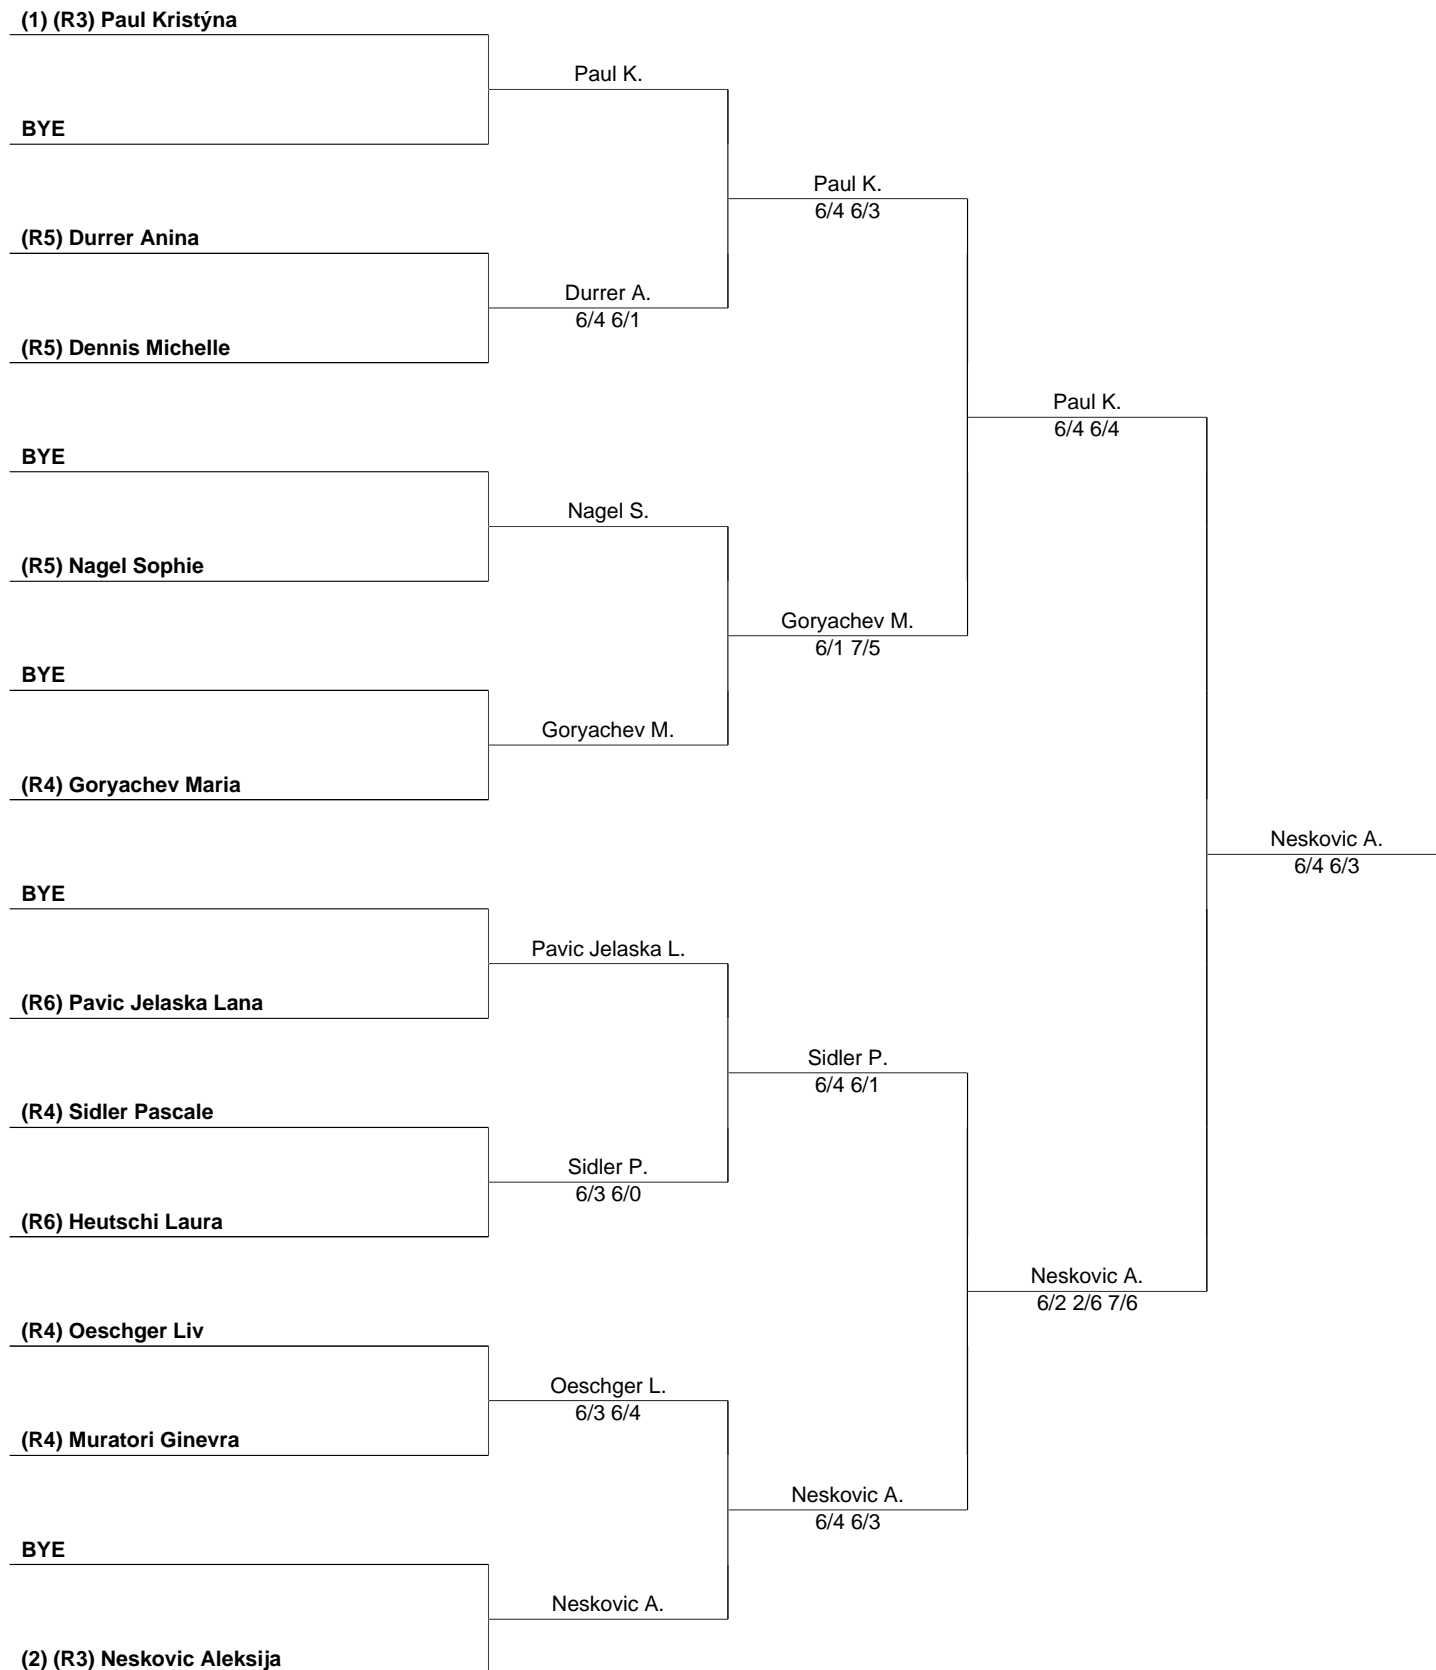 (1) (R3) Paul Kristýna
Paul K.
BYE
Paul K.
6/4 6/3
(R5) Durrer Anina
Durrer A.
6/4 6/1
(R5) Dennis Michelle
Paul K.
6/4 6/4
BYE
Nagel S.
(R5) Nagel Sophie
Goryachev M.
6/1 7/5
BYE
Goryachev M.
(R4) Goryachev Maria
Neskovic A.
6/4 6/3
BYE
Pavic Jelaska L.
(R6) Pavic Jelaska Lana
Sidler P.
6/4 6/1
(R4) Sidler Pascale
Sidler P.
6/3 6/0
(R6) Heutschi Laura
Neskovic A.
6/2 2/6 7/6
(R4) Oeschger Liv
Oeschger L.
6/3 6/4
(R4) Muratori Ginevra
Neskovic A.
6/4 6/3
BYE
Neskovic A.
(2) (R3) Neskovic Aleksija